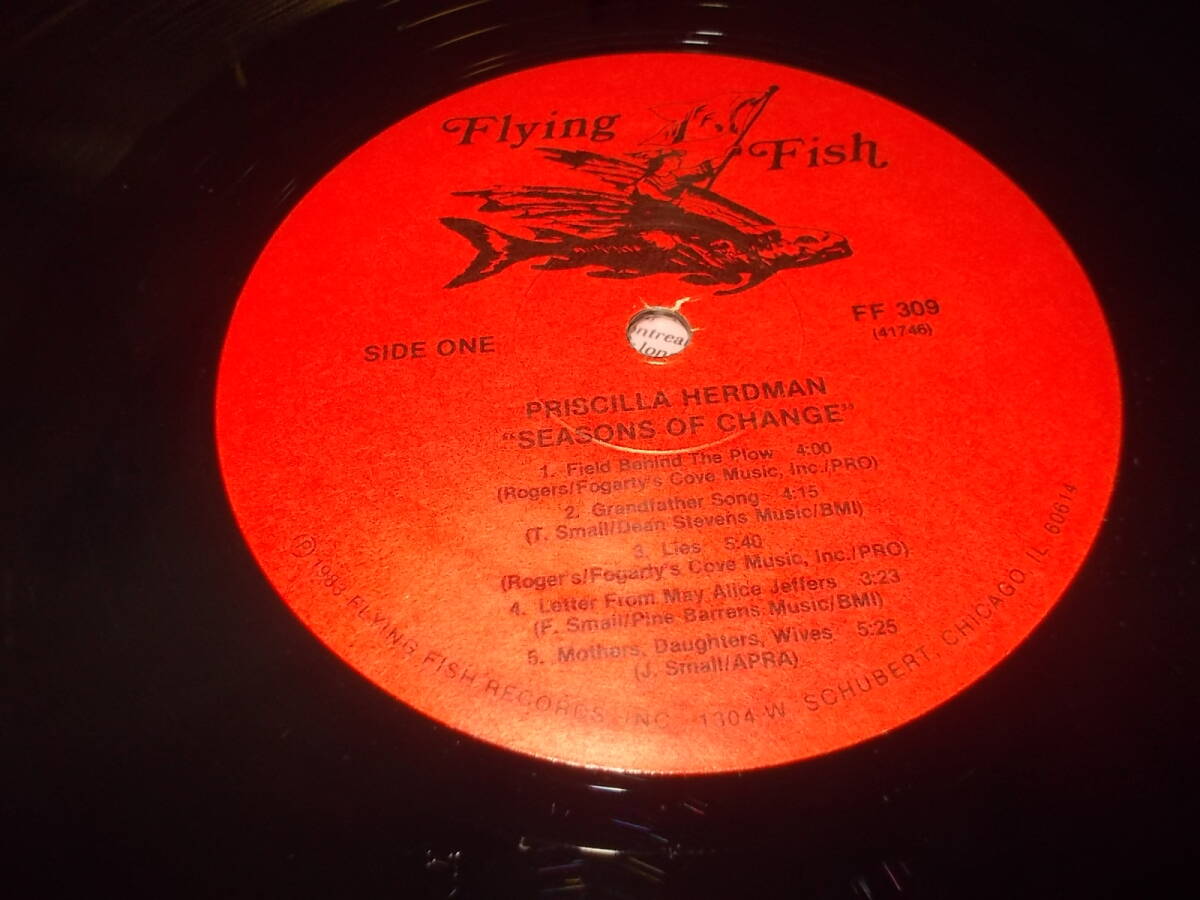 Flying Fish
FF 309
(41746)
SIDE ONE
PRISCILLA HERDMAN
"SEASONS OF CHANGE"
1. Field Behind The Plow 4:00
(Rogers/Fogarty's Cove Music, Inc./PRO)
2. Grandfather Song 4:15
(T. Small/Dean Stevens Music/BMI)
3. Lies 5:40
(Rogers/Fogarty's Cove Music, Inc./PRO)
4. Letter From May Alice Jeffers 3:23
(F. Small/Pine Barrens Music/BMI)
5. Mothers, Daughters, Wives 5:25
(J. Small/APRA)
℗ 1983 FLYING FISH RECORDS INC. 1304 W. SCHUBERT, CHICAGO, IL 60614